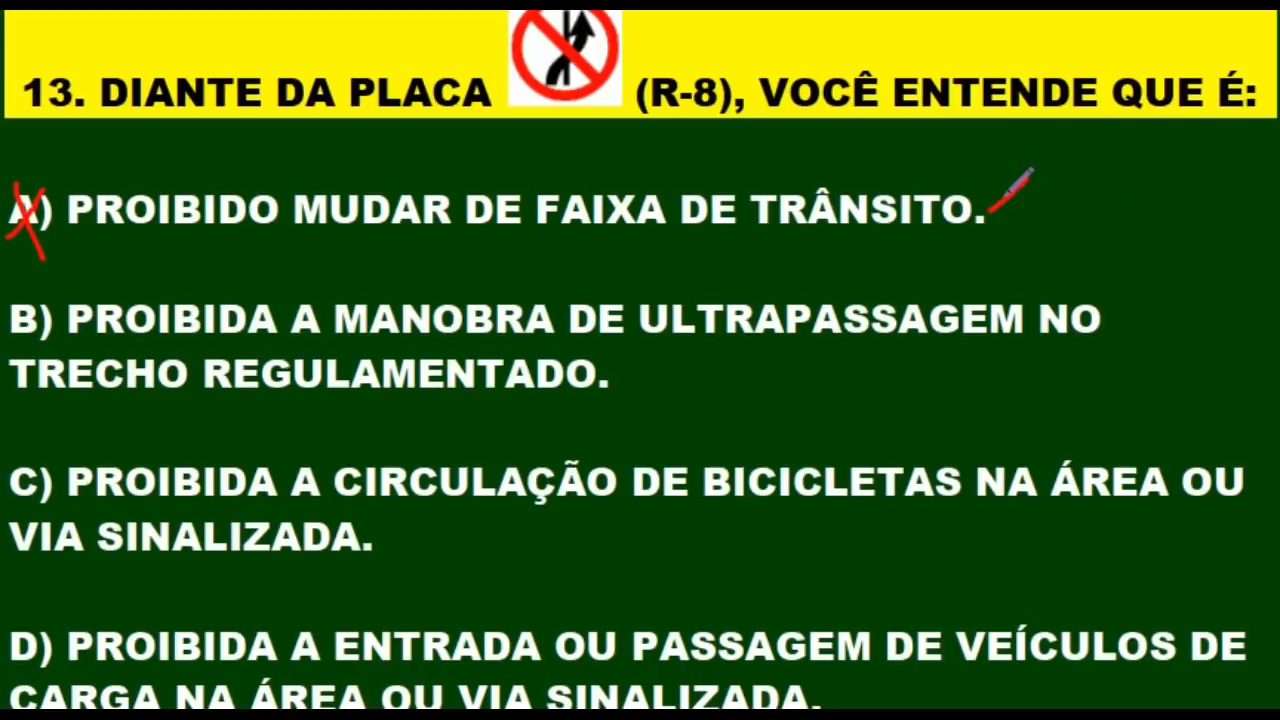 13. DIANTE DA PLACA (R-8), VOCÊ ENTENDE QUE É:
A) PROIBIDO MUDAR DE FAIXA DE TRÂNSITO.
B) PROIBIDA A MANOBRA DE ULTRAPASSAGEM NO
TRECHO REGULAMENTADO.
C) PROIBIDA A CIRCULAÇÃO DE BICICLETAS NA ÁREA OU
VIA SINALIZADA.
D) PROIBIDA A ENTRADA OU PASSAGEM DE VEÍCULOS DE
CARGA NA ÁREA OU VIA SINALIZADA.